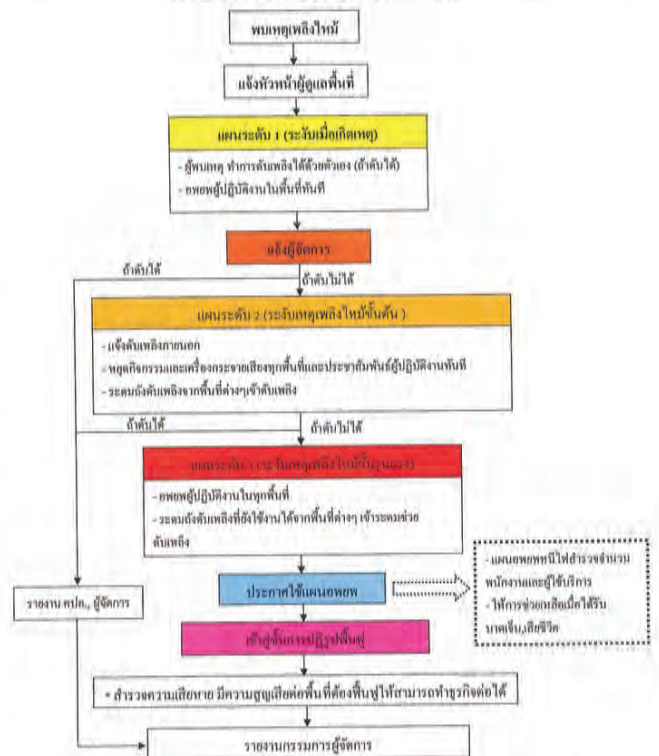 พบเหตุเพลิงไหม้
แจ้งหัวหน้าผู้ดูแลพื้นที่
แผนระดับ 1 (ระงับเมื่อเกิดเหตุ)
- ผู้พบเหตุ ทำการดับเพลิงได้ด้วยตัวเอง (ถ้าดับได้)
- อพยพผู้ปฏิบัติงานในพื้นที่ทันที
แจ้งผู้จัดการ
ถ้าดับได้
ถ้าดับไม่ได้
แผนระดับ 2 (ระงับเหตุเพลิงไหม้ขั้นต้น )
- แจ้งดับเพลิงภายนอก
- หยุดกิจกรรมและเครื่องกระจายเสียงทุกพื้นที่และประชาสัมพันธ์ผู้ปฏิบัติงานทันที
- ระดมถังดับเพลิงจากพื้นที่ต่างๆเข้าดับเพลิง
ถ้าดับได้
ถ้าดับไม่ได้
แผนระดับ 3 (ระงับเหตุเพลิงไหม้ขั้นรุนแรง)
- อพยพผู้ปฏิบัติงานในทุกพื้นที่
- ระดมถังดับเพลิงที่ยังใช้งานได้จากพื้นที่ต่างๆ เข้าระดมช่วย
ดับเพลิง
ประกาศใช้แผนอพยพ
- แผนอพยพหนีไฟสำรวจจำนวน
พนักงานและผู้ใช้บริการ
- ให้การช่วยเหลือเมื่อได้รับ
บาดเจ็บ,เสียชีวิต
รายงาน คปภ., ผู้จัดการ
เข้าสู่ขั้นการปฏิรูปฟื้นฟู
* สำรวจความเสียหาย มีความสูญเสียต่อพื้นที่ต้องฟื้นฟูให้สามารถทำธุรกิจต่อได้
รายงานกรรมการผู้จัดการ